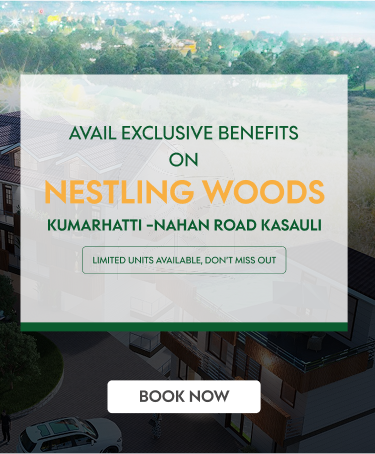 AVAIL EXCLUSIVE BENEFITS
ON
NESTLING WOODS
KUMARHATTI -NAHAN ROAD KASAULI
LIMITED UNITS AVAILABLE, DON'T MISS OUT
BOOK NOW